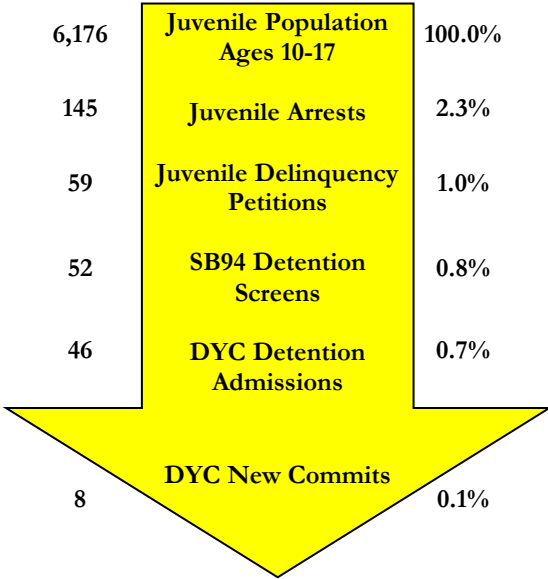 6,176 Juvenile Population 100.0%
Ages 10-17
145 Juvenile Arrests 2.3%
59 Juvenile Delinquency 1.0%
Petitions
52 SB94 Detention 0.8%
Screens
46 DYC Detention 0.7%
Admissions
DYC New Commits
8 0.1%